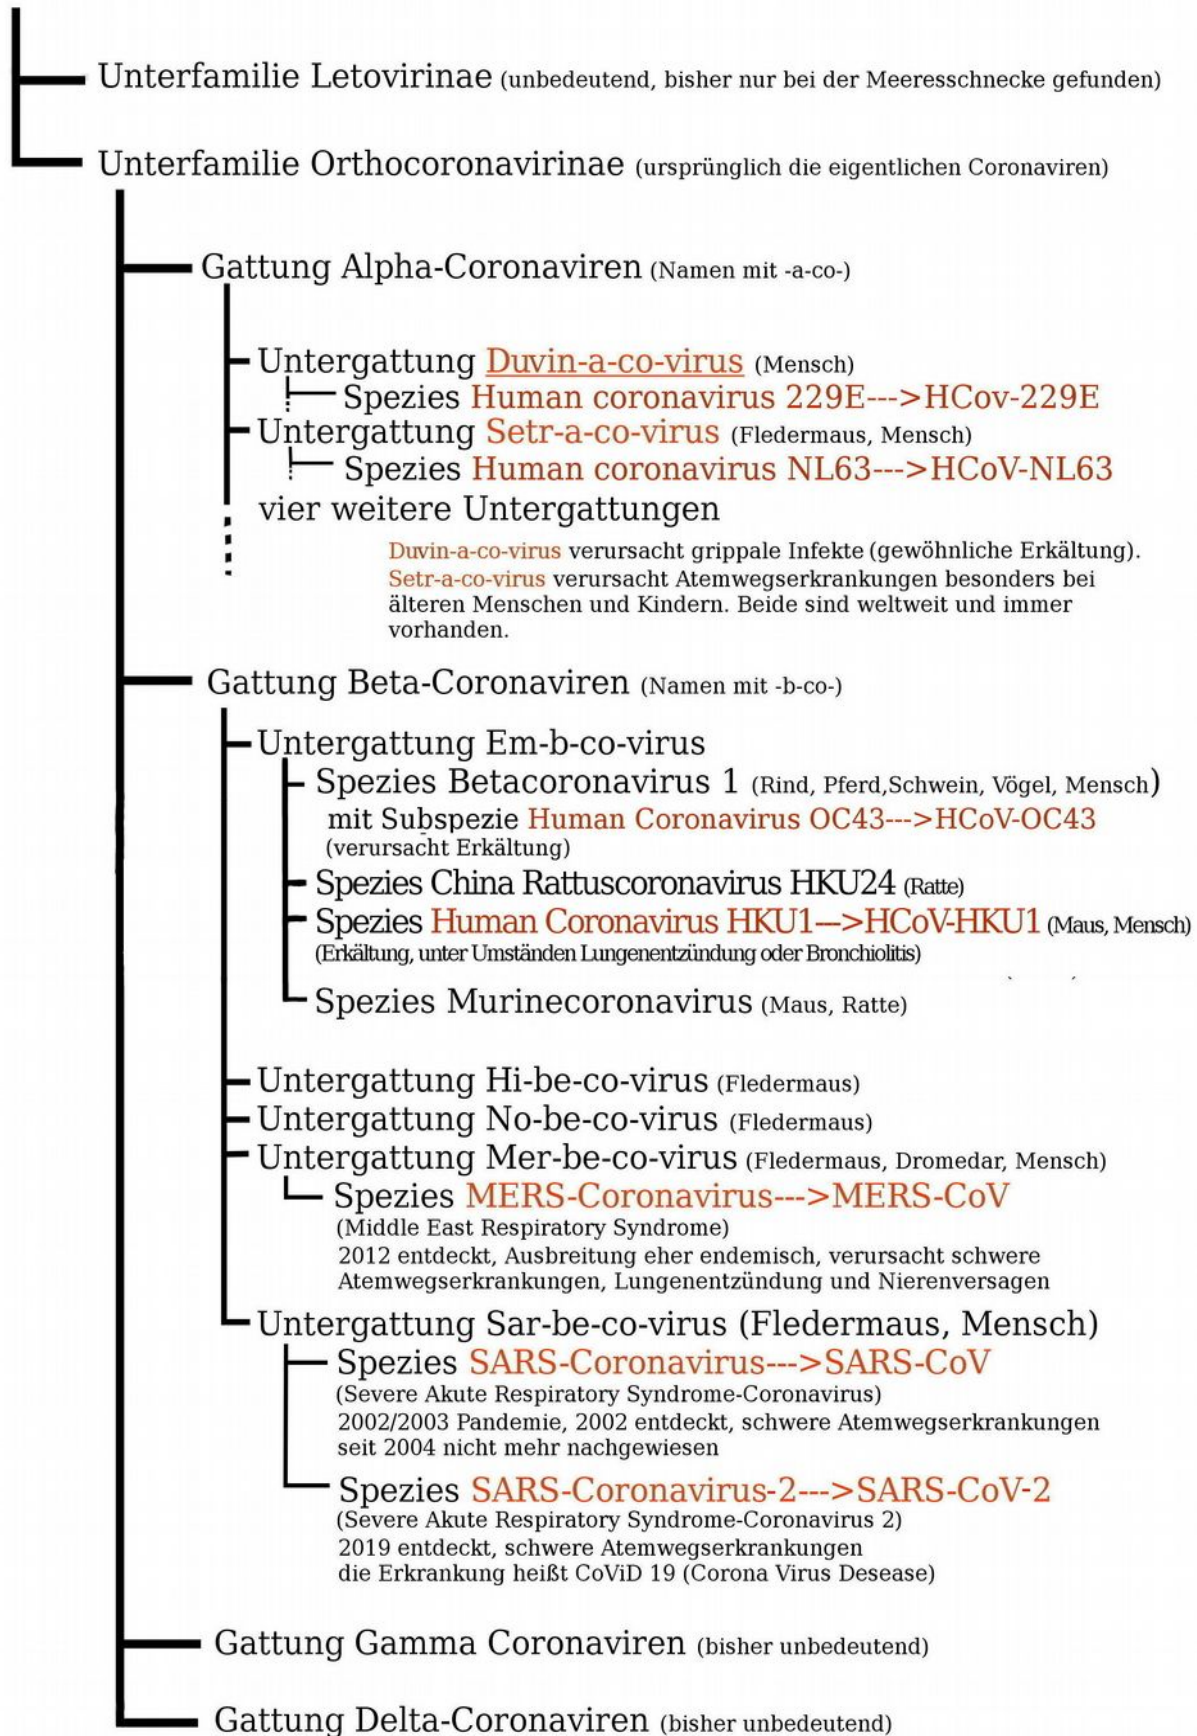 Unterfamilie Letovirinae (unbedeutend, bisher nur bei der Meeresschnecke gefunden)
Unterfamilie Orthocoronavirinae (ursprünglich die eigentlichen Coronaviren)
Gattung Alpha-Coronaviren (Namen mit -a-co-)
Untergattung Duvin-a-co-virus (Mensch)
Spezies Human coronavirus 229E--->HCov-229E
Untergattung Setr-a-co-virus (Fledermaus, Mensch)
Spezies Human coronavirus NL63--->HCoV-NL63
vier weitere Untergattungen
Duvin-a-co-virus verursacht grippale Infekte (gewöhnliche Erkältung).
Setr-a-co-virus verursacht Atemwegserkrankungen besonders bei
älteren Menschen und Kindern. Beide sind weltweit und immer
vorhanden.
Gattung Beta-Coronaviren (Namen mit -b-co-)
Untergattung Em-b-co-virus
Spezies Betacoronavirus 1 (Rind, Pferd,Schwein, Vögel, Mensch)
mit Subspezie Human Coronavirus OC43--->HCoV-OC43
(verursacht Erkältung)
Spezies China Rattuscoronavirus HKU24 (Ratte)
Spezies Human Coronavirus HKU1--->HCoV-HKU1 (Maus, Mensch)
(Erkältung, unter Umständen Lungenentzündung oder Bronchiolitis)
Spezies Murinecoronavirus (Maus, Ratte)
Untergattung Hi-be-co-virus (Fledermaus)
Untergattung No-be-co-virus (Fledermaus)
Untergattung Mer-be-co-virus (Fledermaus, Dromedar, Mensch)
Spezies MERS-Coronavirus--->MERS-CoV
(Middle East Respiratory Syndrome)
2012 entdeckt, Ausbreitung eher endemisch, verursacht schwere
Atemwegserkrankungen, Lungenentzündung und Nierenversagen
Untergattung Sar-be-co-virus (Fledermaus, Mensch)
Spezies SARS-Coronavirus--->SARS-CoV
(Severe Akute Respiratory Syndrome-Coronavirus)
2002/2003 Pandemie, 2002 entdeckt, schwere Atemwegserkrankungen
seit 2004 nicht mehr nachgewiesen
Spezies SARS-Coronavirus-2--->SARS-CoV-2
(Severe Akute Respiratory Syndrome-Coronavirus 2)
2019 entdeckt, schwere Atemwegserkrankungen
die Erkrankung heißt CoViD 19 (Corona Virus Desease)
Gattung Gamma Coronaviren (bisher unbedeutend)
Gattung Delta-Coronaviren (bisher unbedeutend)